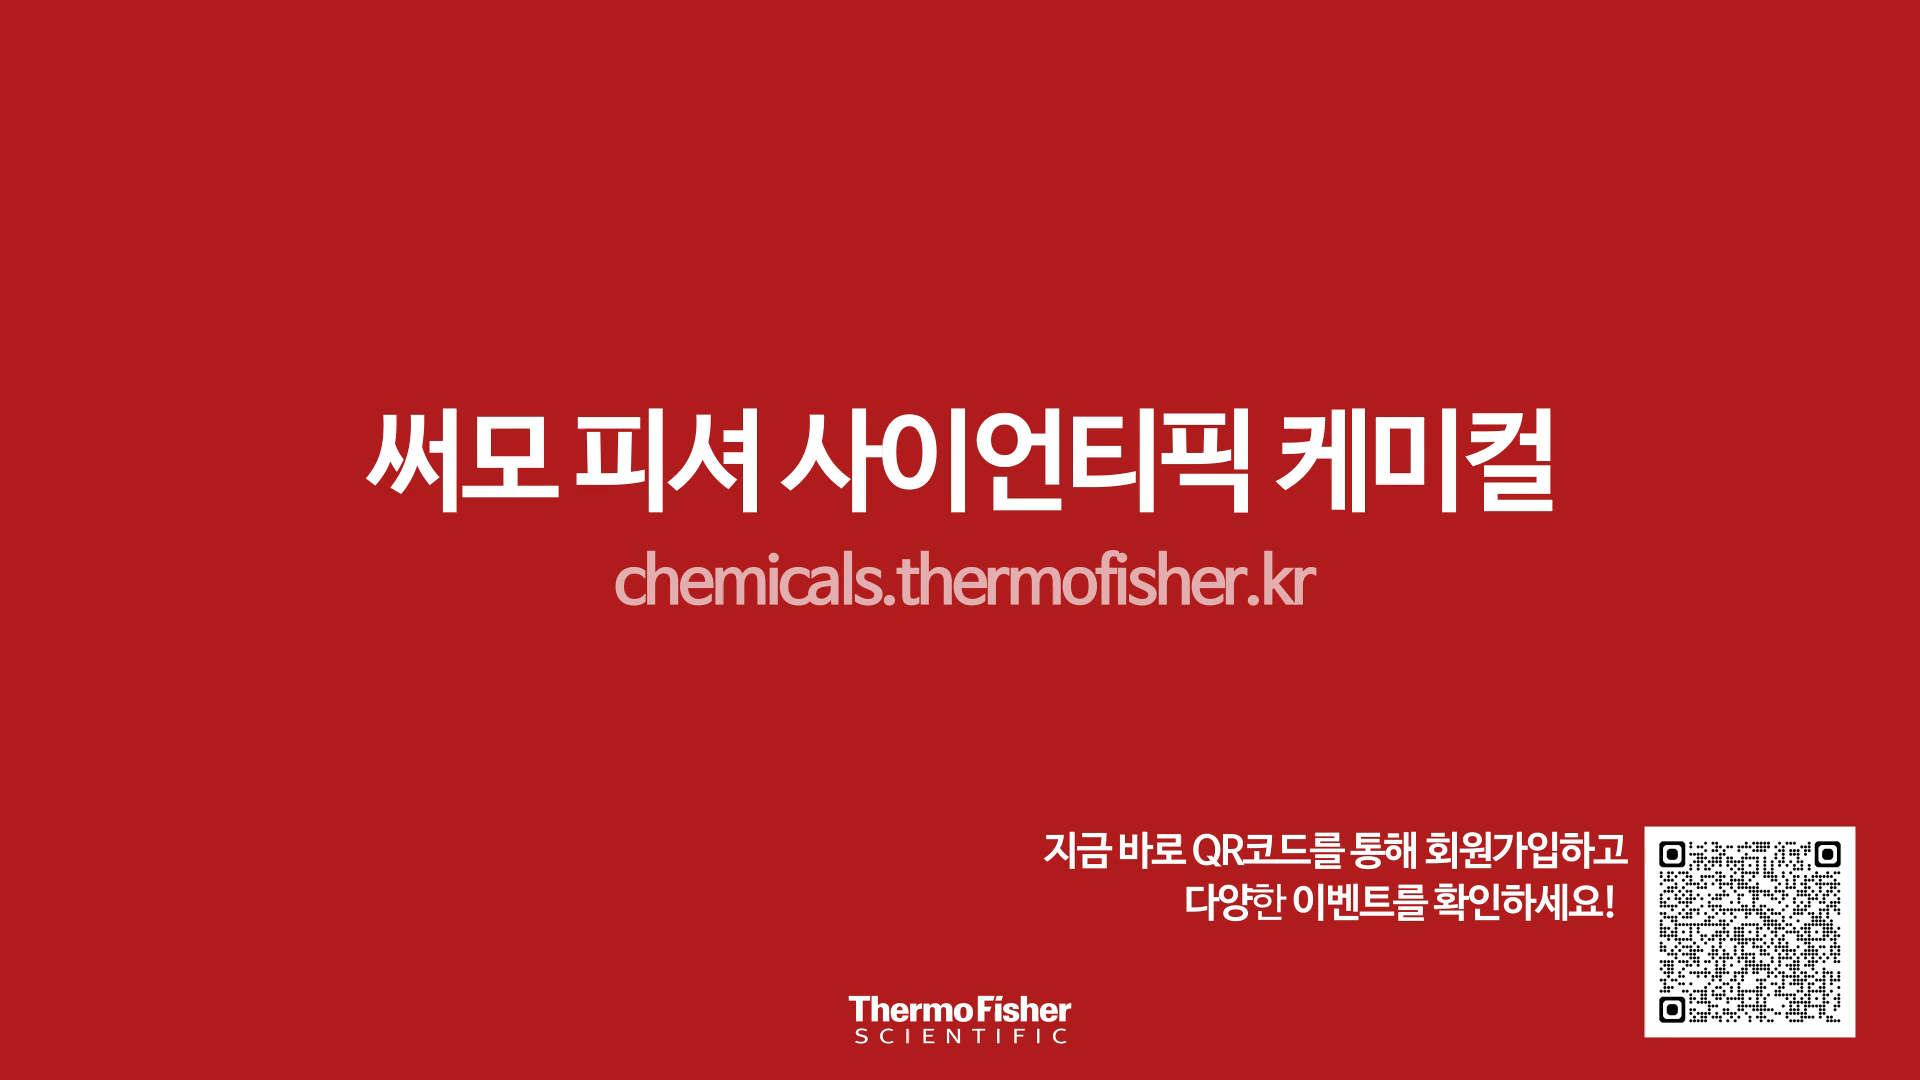 써모 피셔 사이언티픽 케미컬
chemicals.thermofisher.kr
지금 바로 QR코드를 통해 회원가입하고
다양한 이벤트를 확인하세요!
ThermoFisher
SCIENTIFIC